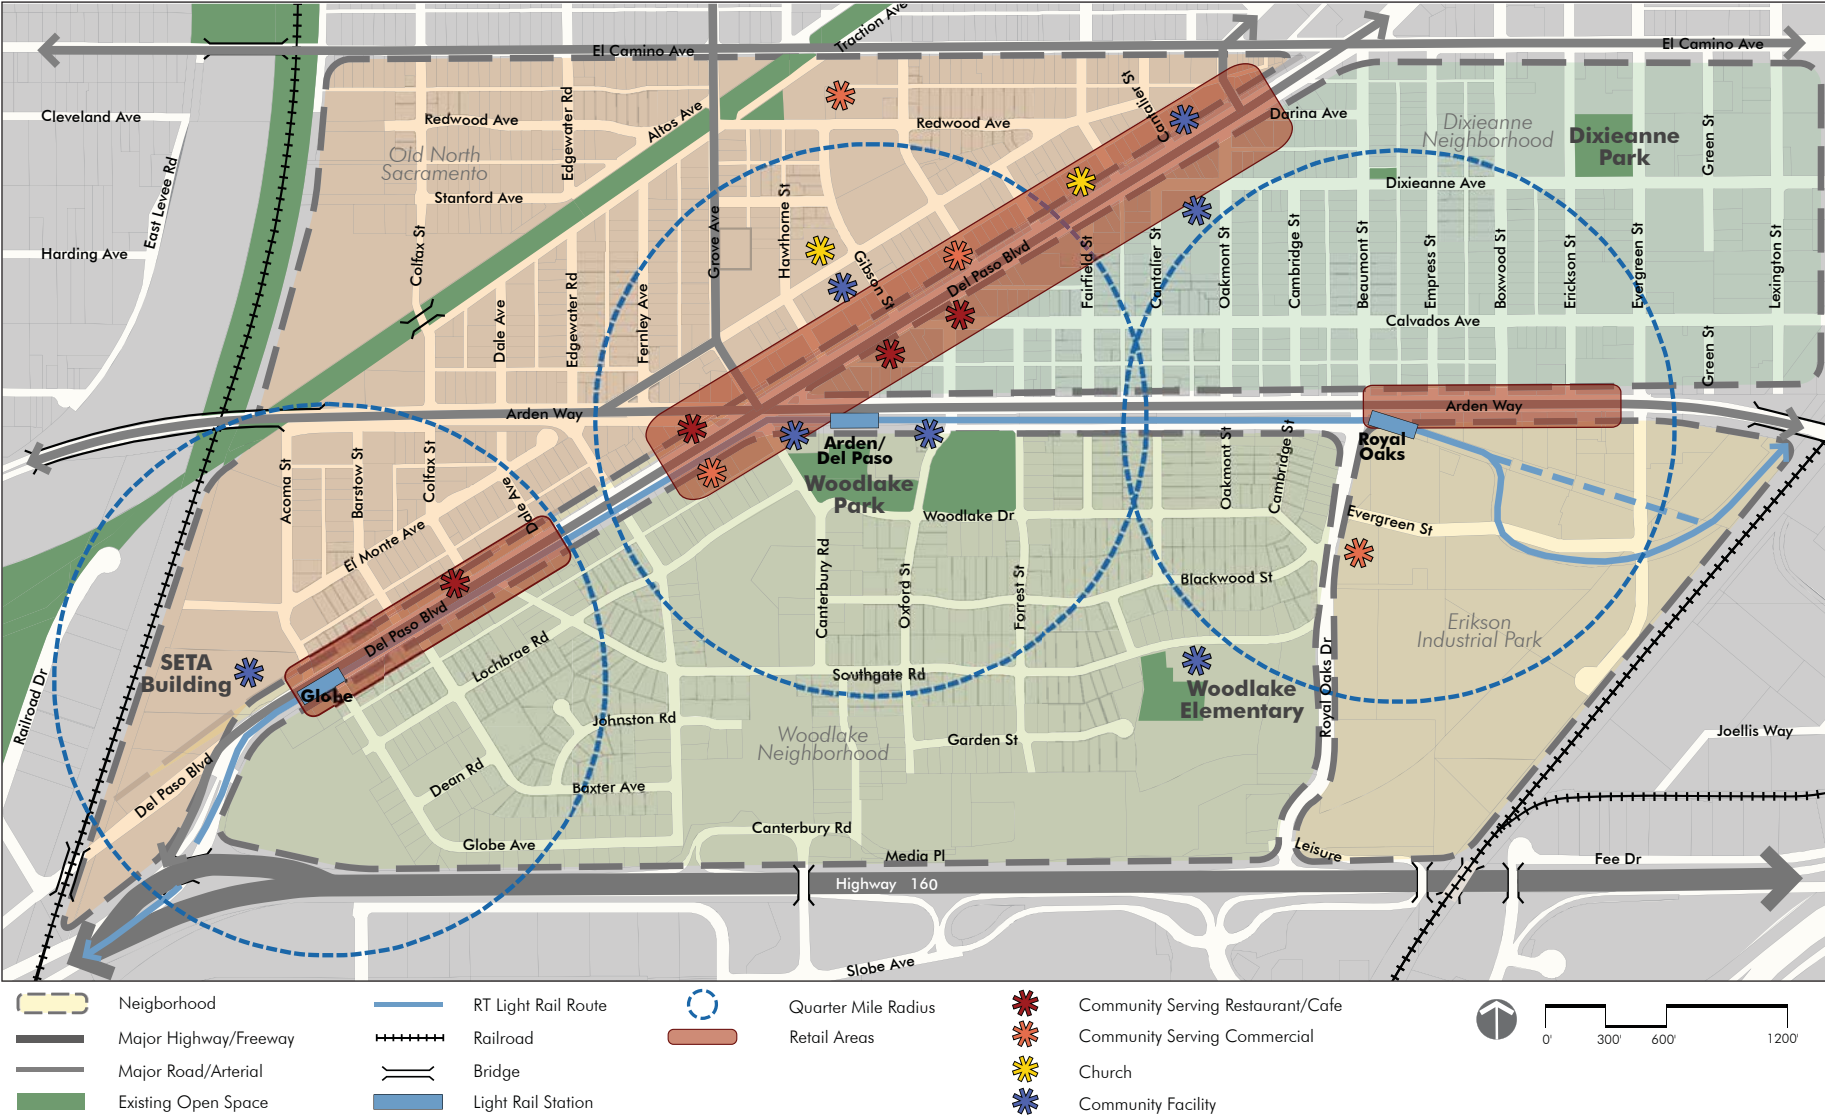 Traction Ave
El Camino Ave
El Camino Ave
Cleveland Ave
Redwood Ave
Edgewater Rd
Altos Ave
Redwood Ave
Cantalier St
Cantalier
Darina Ave
Dixieanne
Neighborhood
Dixieanne
Park
Green St
Old North
Sacramento
Stanford Ave
East Levee Rd
Harding Ave
Colfax St
Grove Ave
Hawthorne St
Gibson St
Del Paso Blvd
Dixieanne Ave
Fairfield St
Cantalier St
Oakmont St
Cambridge St
Beaumont St
Empress St
Boxwood St
Erickson St
Evergreen St
Lexington St
Dale Ave
Edgewater Rd
Fernley Ave
Calvados Ave
Green St
Arden Way
Arden Way
Arden/
Del Paso
Royal
Oaks
Woodlake
Park
Acoma St
Barstow St
Colfax St
Dale Ave
El Monte Ave
Woodlake Dr
Oakmont St
Cambridge St
Evergreen St
Canterbury Rd
Oxford St
Forrest St
Blackwood St
Del Paso Blvd
Lochbrae Rd
Erikson
Industrial Park
SETA
Building
Globe
Southgate Rd
Woodlake
Elementary
Royal Oaks Dr
Railroad Dr
Johnston Rd
Woodlake
Neighborhood
Garden St
Joellis Way
Del Paso Blvd
Dean Rd
Baxter Ave
Globe Ave
Canterbury Rd
Media Pl
Leisure
Fee Dr
Highway 160
Slobe Ave
Neigborhood
Major Highway/Freeway
Major Road/Arterial
Existing Open Space
RT Light Rail Route
Railroad
Bridge
Light Rail Station
Quarter Mile Radius
Retail Areas
Community Serving Restaurant/Cafe
Community Serving Commercial
Church
Community Facility
0' 300' 600' 1200'